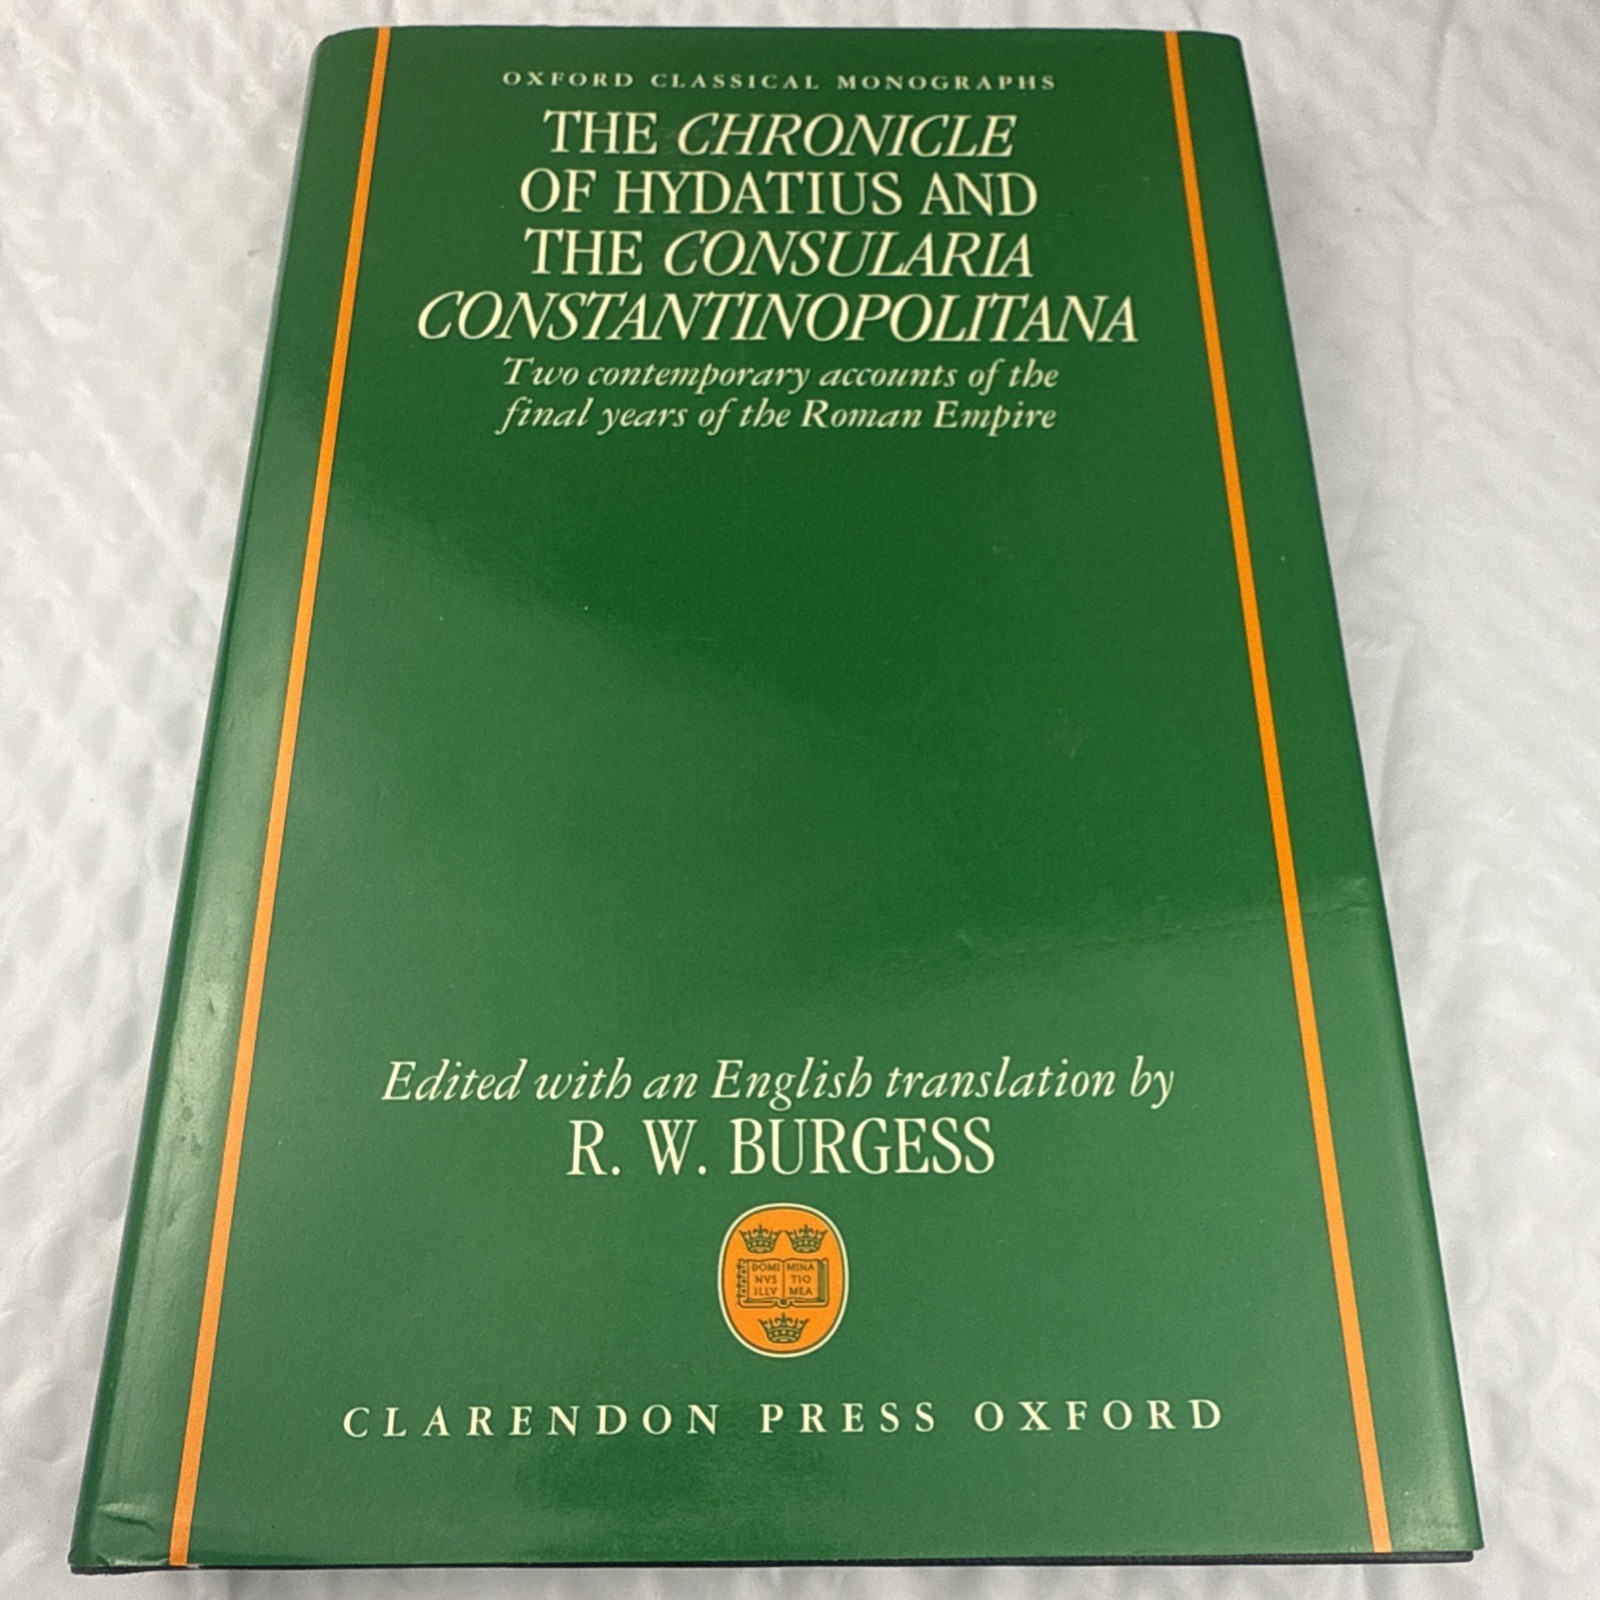 OXFORD CLASSICAL MONOGRAPHS
THE CHRONICLE
OF HYDATIUS AND
THE CONSULARIA
CONSTANTINOPOLITANA
Two contemporary accounts of the
final years of the Roman Empire
Edited with an English translation by
R. W. BURGESS
DOMI MINA
NVS TIO
ILLV MEA
CLARENDON PRESS OXFORD